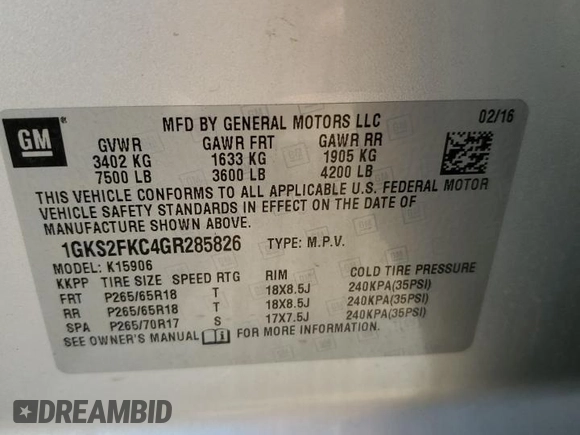 GM
MFD BY GENERAL MOTORS LLC 02/16
GVWR GAWR FRT GAWR RR
3402 KG 1633 KG 1905 KG
7500 LB 3600 LB 4200 LB
THIS VEHICLE CONFORMS TO ALL APPLICABLE U.S. FEDERAL MOTOR
VEHICLE SAFETY STANDARDS IN EFFECT ON THE DATE OF
MANUFACTURE SHOWN ABOVE.
1GKS2FKC4GR285826 TYPE: M.P.V.
MODEL: K15906
KKPP TIRE SIZE SPEED RTG RIM COLD TIRE PRESSURE
FRT P265/65R18 T 18X8.5J 240KPA(35PSI)
RR P265/65R18 T 18X8.5J 240KPA(35PSI)
SPA P265/70R17 S 17X7.5J 240KPA(35PSI)
SEE OWNER'S MANUAL FOR MORE INFORMATION.
DREAMBID